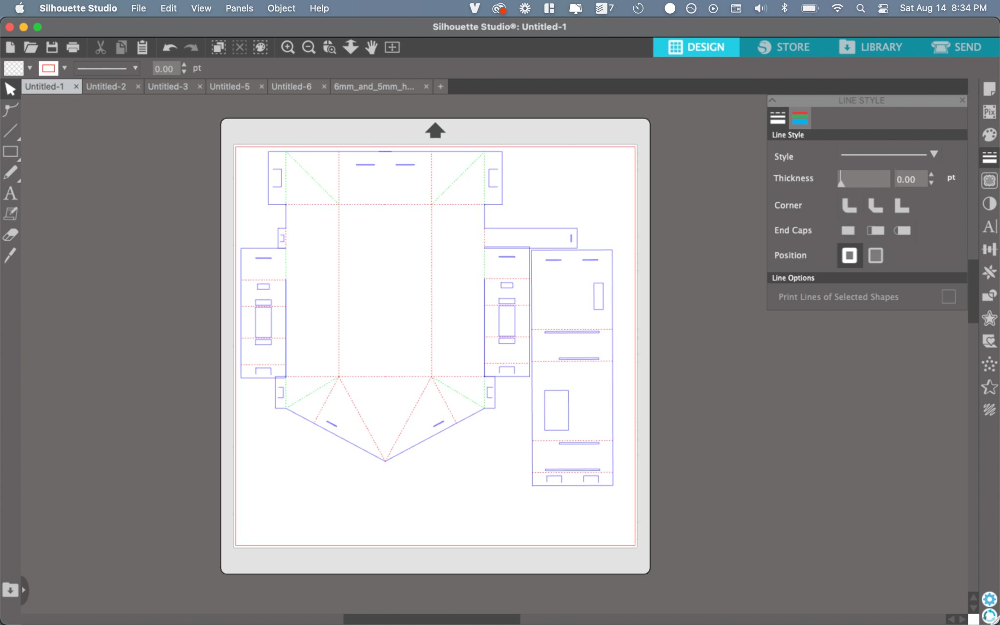 Silhouette Studio File Edit View Panels Object Help 7 Sat Aug 14 8:34 PM
Silhouette Studio®: Untitled-1
DESIGN STORE LIBRARY SEND
0.00 pt
Untitled-1 Untitled-2 Untitled-3 Untitled-5 Untitled-6 6mm_and_5mm_h...
LINE STYLE
Pix
Line Style
Style
Thickness 0.00 pt
Corner
End Caps
Position
Line Options
Print Lines of Selected Shapes